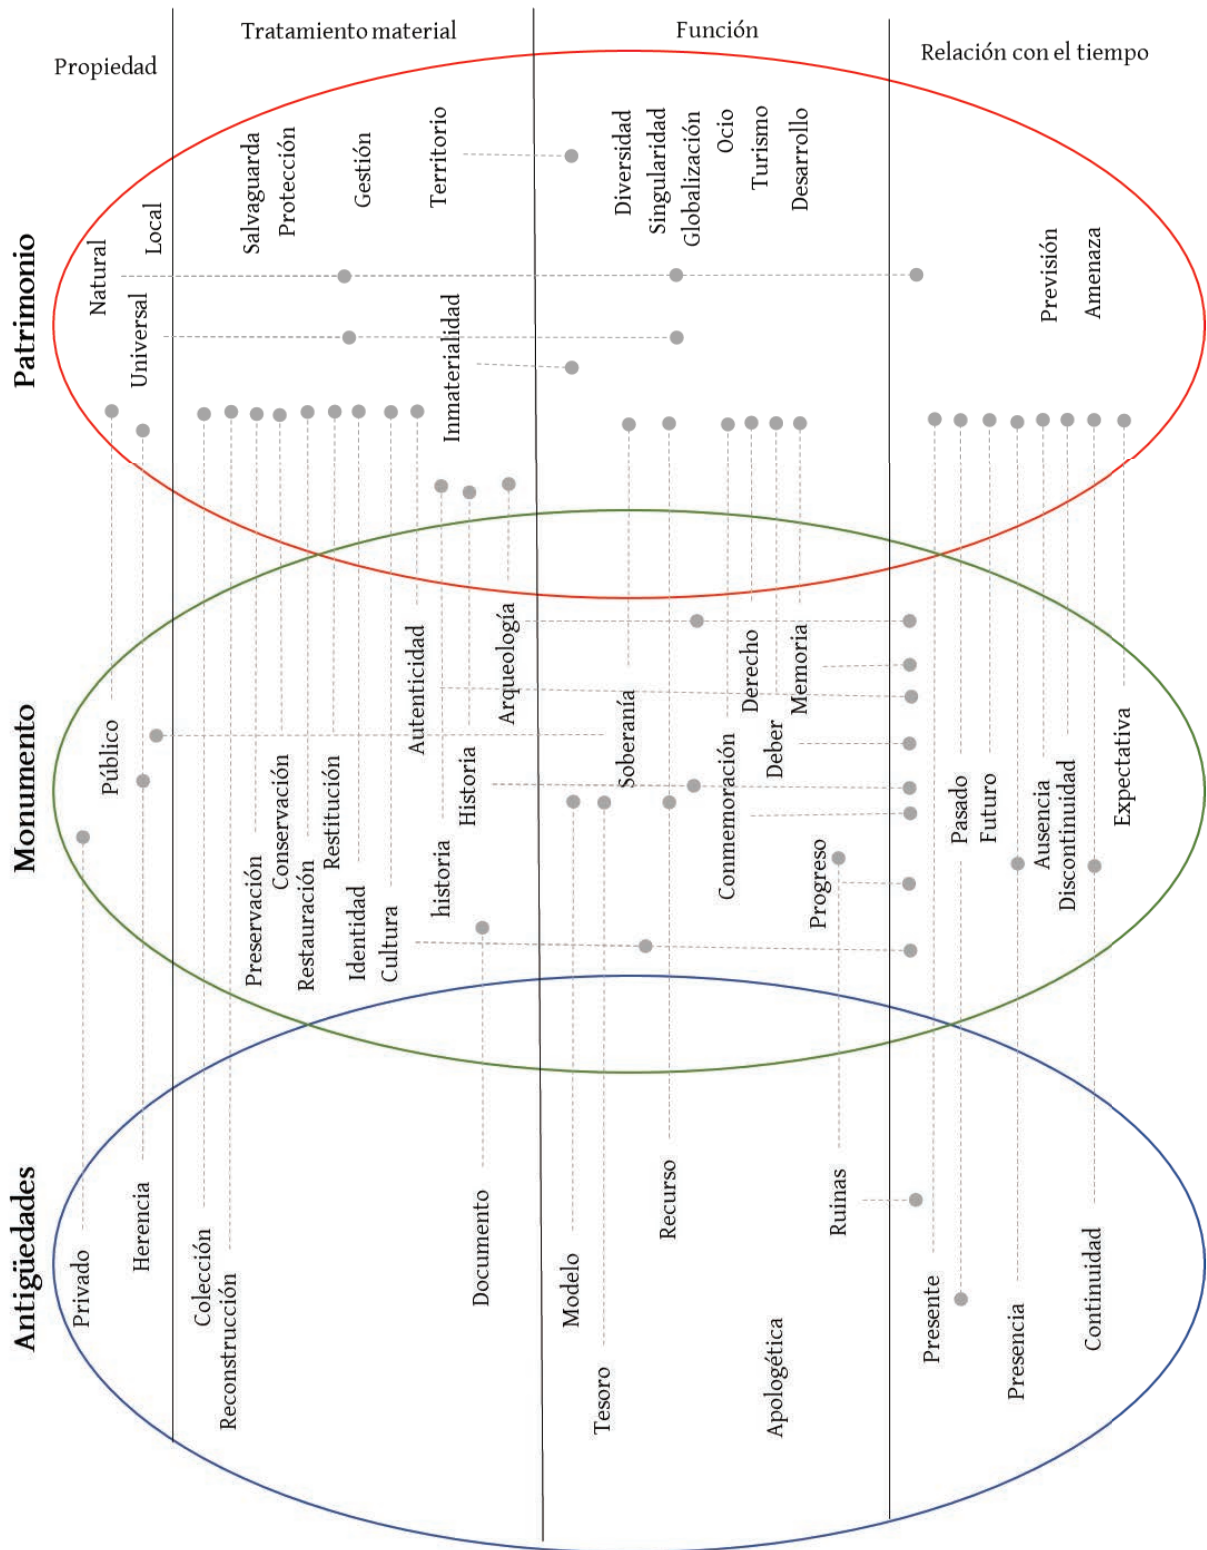 Propiedad
Tratamiento material
Función
Relación con el tiempo
Patrimonio
Natural
Local
Universal
Salvaguarda
Protección
Gestión
Territorio
Inmaterialidad
Diversidad
Singularidad
Globalización
Ocio
Turismo
Desarrollo
Previsión
Amenaza
Monumento
Público
Preservación
Conservación
Restauración
Restitución
Identidad
Cultura
Autenticidad
historia
Historia
Arqueología
Soberanía
Conmemoración
Derecho
Deber
Memoria
Progreso
Pasado
Futuro
Ausencia
Discontinuidad
Expectativa
Antigüedades
Privado
Herencia
Colección
Reconstrucción
Documento
Modelo
Tesoro
Recurso
Apologética
Ruinas
Presente
Presencia
Continuidad